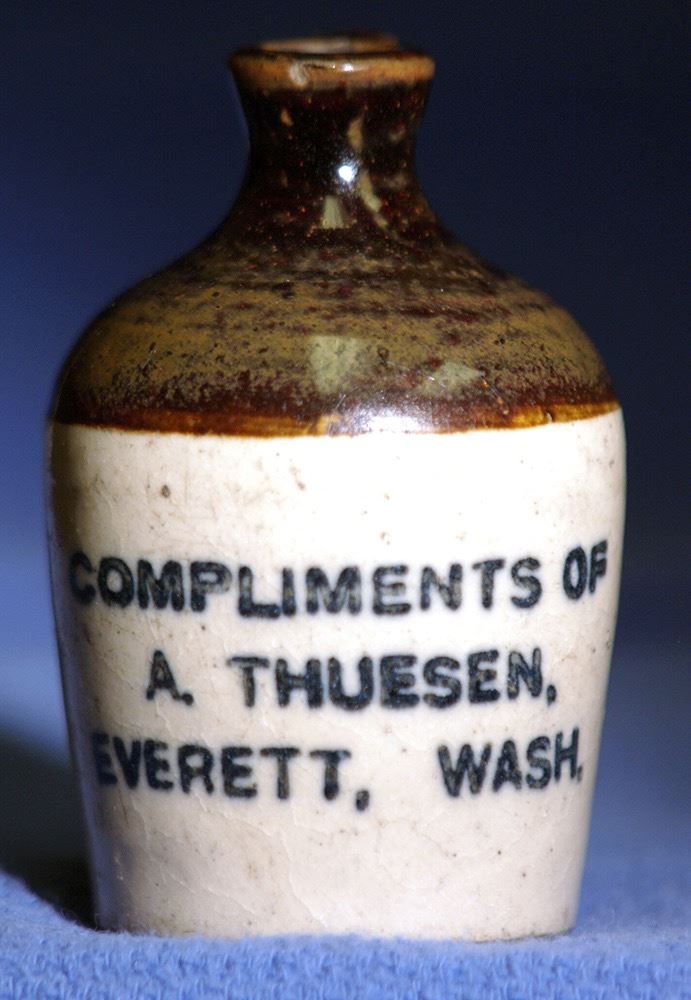 COMPLIMENTS OF
A. THUESEN,
EVERETT, WASH.